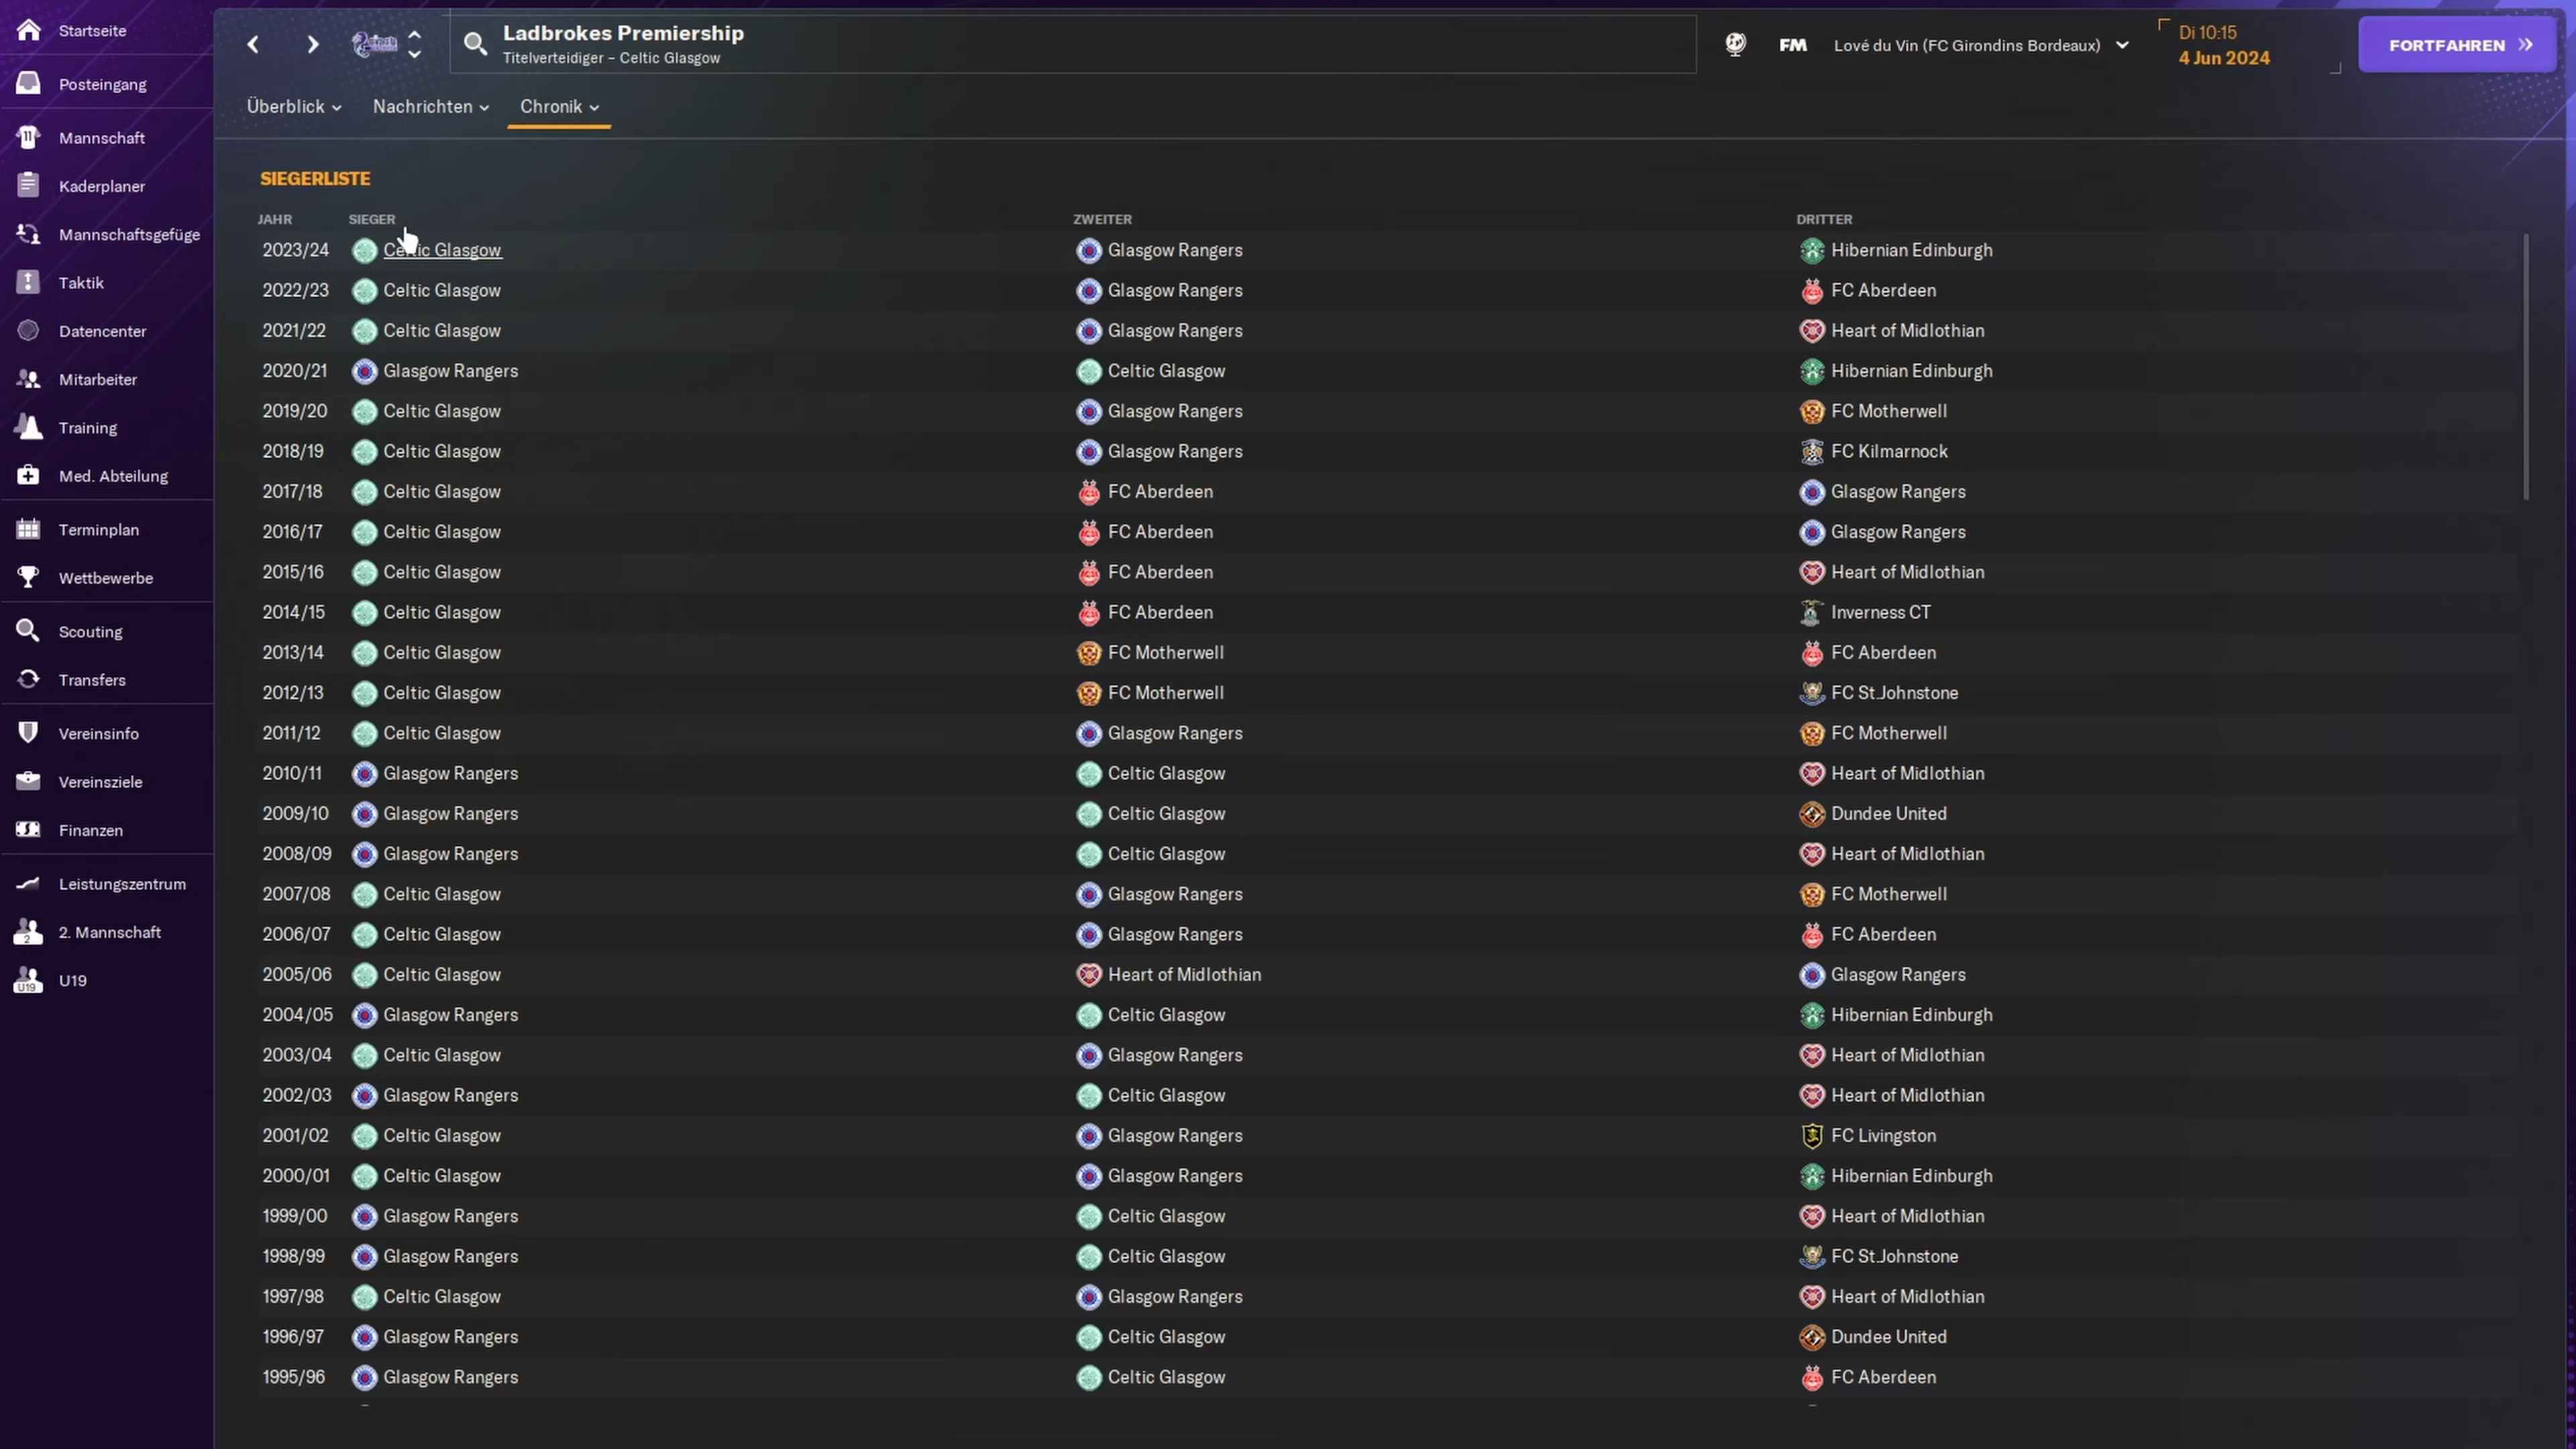 Startseite
Posteingang
Mannschaft
Kaderplaner
Mannschaftsgefüge
Taktik
Datencenter
Mitarbeiter
Training
Med. Abteilung
Terminplan
Wettbewerbe
Scouting
Transfers
Vereinsinfo
Vereinsziele
Finanzen
Leistungszentrum
2. Mannschaft
U19
Ladbrokes Premiership
Titelverteidiger – Celtic Glasgow
FM
Lové du Vin (FC Girondins Bordeaux)
Di 10:15
4 Jun 2024
FORTFAHREN
Überblick Nachrichten Chronik
SIEGERLISTE
JAHR SIEGER ZWEITER DRITTER
2023/24 Celtic Glasgow Glasgow Rangers Hibernian Edinburgh
2022/23 Celtic Glasgow Glasgow Rangers FC Aberdeen
2021/22 Celtic Glasgow Glasgow Rangers Heart of Midlothian
2020/21 Glasgow Rangers Celtic Glasgow Hibernian Edinburgh
2019/20 Celtic Glasgow Glasgow Rangers FC Motherwell
2018/19 Celtic Glasgow Glasgow Rangers FC Kilmarnock
2017/18 Celtic Glasgow FC Aberdeen Glasgow Rangers
2016/17 Celtic Glasgow FC Aberdeen Glasgow Rangers
2015/16 Celtic Glasgow FC Aberdeen Heart of Midlothian
2014/15 Celtic Glasgow FC Aberdeen Inverness CT
2013/14 Celtic Glasgow FC Motherwell FC Aberdeen
2012/13 Celtic Glasgow FC Motherwell FC St.Johnstone
2011/12 Celtic Glasgow Glasgow Rangers FC Motherwell
2010/11 Glasgow Rangers Celtic Glasgow Heart of Midlothian
2009/10 Glasgow Rangers Celtic Glasgow Dundee United
2008/09 Glasgow Rangers Celtic Glasgow Heart of Midlothian
2007/08 Celtic Glasgow Glasgow Rangers FC Motherwell
2006/07 Celtic Glasgow Glasgow Rangers FC Aberdeen
2005/06 Celtic Glasgow Heart of Midlothian Glasgow Rangers
2004/05 Glasgow Rangers Celtic Glasgow Hibernian Edinburgh
2003/04 Celtic Glasgow Glasgow Rangers Heart of Midlothian
2002/03 Glasgow Rangers Celtic Glasgow Heart of Midlothian
2001/02 Celtic Glasgow Glasgow Rangers FC Livingston
2000/01 Celtic Glasgow Glasgow Rangers Hibernian Edinburgh
1999/00 Glasgow Rangers Celtic Glasgow Heart of Midlothian
1998/99 Glasgow Rangers Celtic Glasgow FC St.Johnstone
1997/98 Celtic Glasgow Glasgow Rangers Heart of Midlothian
1996/97 Glasgow Rangers Celtic Glasgow Dundee United
1995/96 Glasgow Rangers Celtic Glasgow FC Aberdeen